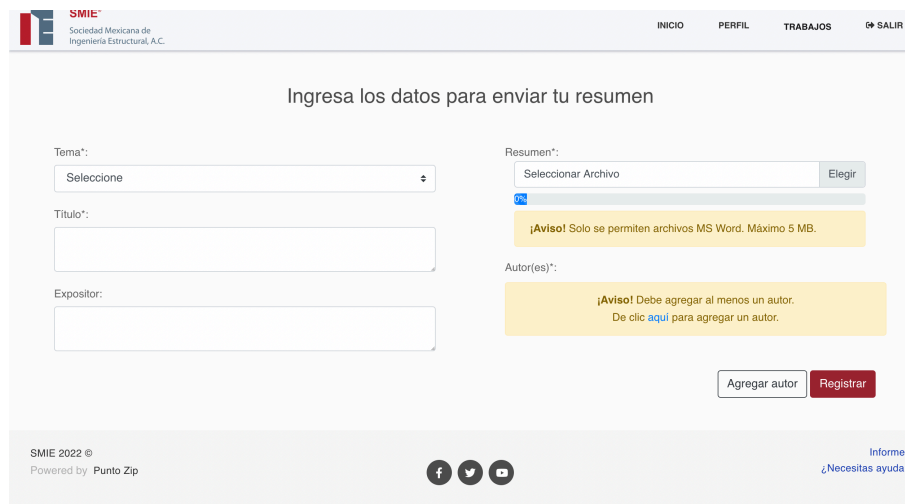 SMIE®
Sociedad Mexicana de
Ingeniería Estructural, A.C.
INICIO PERFIL TRABAJOS SALIR
Ingresa los datos para enviar tu resumen
Tema*:
Seleccione
Título*:
Expositor:
Resumen*:
Seleccionar Archivo Elegir
0%
¡Aviso! Solo se permiten archivos MS Word. Máximo 5 MB.
Autor(es)*:
¡Aviso! Debe agregar al menos un autor.
De clic aquí para agregar un autor.
Agregar autor Registrar
SMIE 2022 ©
Powered by Punto Zip
Informe
¿Necesitas ayuda